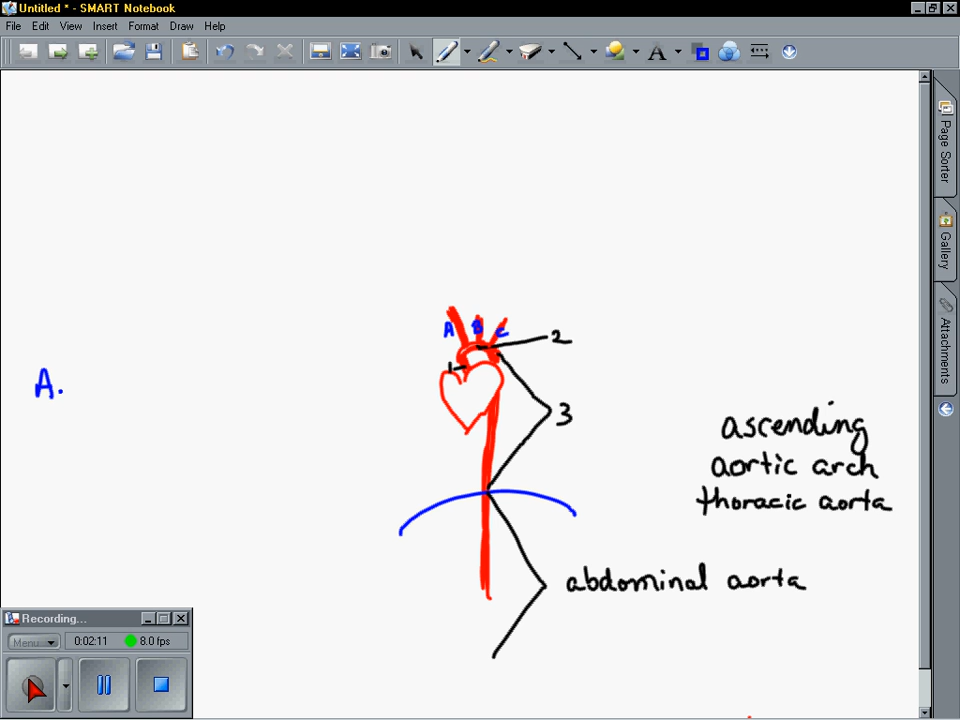 Untitled * - SMART Notebook
File Edit View Insert Format Draw Help
Page Sorter
Gallery
Attachments
A B C
2
1
A.
3
ascending
aortic arch
thoracic aorta
abdominal aorta
Recording...
Menu 0:02:11 8.0 fps